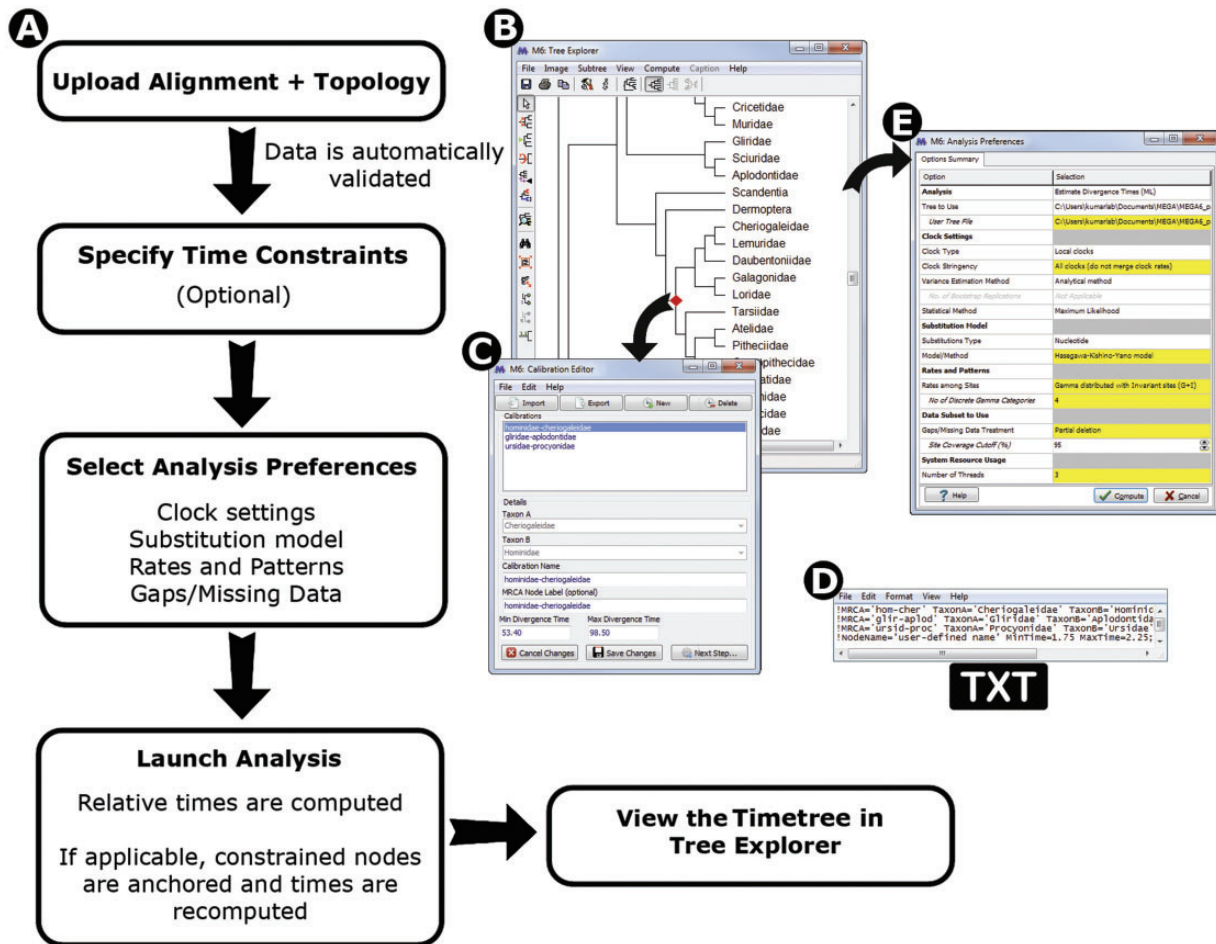 A
Upload Alignment + Topology
Data is automatically
validated
Specify Time Constraints
(Optional)
Select Analysis Preferences
Clock settings
Substitution model
Rates and Patterns
Gaps/Missing Data
Launch Analysis
Relative times are computed
If applicable, constrained nodes
are anchored and times are
recomputed
View the Timetree in
Tree Explorer
B
M6: Tree Explorer
File Image Subtree View Compute Caption Help
Cricetidae
Muridae
Gliridae
Sciuridae
Aplodontidae
Scandentia
Dermoptera
Cheriogaleidae
Lemuridae
Daubentoniidae
Galagonidae
Loridae
Tarsiidae
Atelidae
Pitheciidae
C
M6: Calibration Editor
File Edit Help
Import Export New Delete
Calibrations
hominidae-cheriogaleidae
gliridae-aplodontidae
ursidae-procyonidae
Details
Taxon A
Cheriogaleidae
Taxon B
Hominidae
Calibration Name
hominidae-cheriogaleidae
MRCA Node Label (optional)
hominidae-cheriogaleidae
Min Divergence Time Max Divergence Time
53.40 98.50
Cancel Changes Save Changes Next Step...
E
M6: Analysis Preferences
Options Summary
Option Selection
Analysis Estimate Divergence Times (ML)
Tree to Use C:\Users\kumarlab\Documents\MEGA\MEGA6_p
User Tree File C:\Users\kumarlab\Documents\MEGA\MEGA6_p
Clock Settings
Clock Type Local clocks
Clock Stringency All clocks (do not merge clock rates)
Variance Estimation Method Analytical method
No. of Bootstrap Replications Not Applicable
Statistical Method Maximum Likelihood
Substitution Model
Substitutions Type Nucleotide
Model/Method Hasegawa-Kishino-Yano model
Rates and Patterns
Rates among Sites Gamma distributed with Invariant sites (G+I)
No of Discrete Gamma Categories 4
Data Subset to Use
Gaps/Missing Data Treatment Partial deletion
Site Coverage Cutoff (%) 95
System Resource Usage
Number of Threads 3
Help Compute Cancel
D
File Edit Format View Help
!MRCA='hom-cher' TaxonA='Cheriogaleidae' TaxonB='Hominic
!MRCA='glir-aplod' TaxonA='Gliridae' TaxonB='Aplodontida
!MRCA='ursid-proc' TaxonA='Procyonidae' TaxonB='Ursidae'
!NodeName='user-defined name' MinTime=1.75 MaxTime=2.25;
TXT